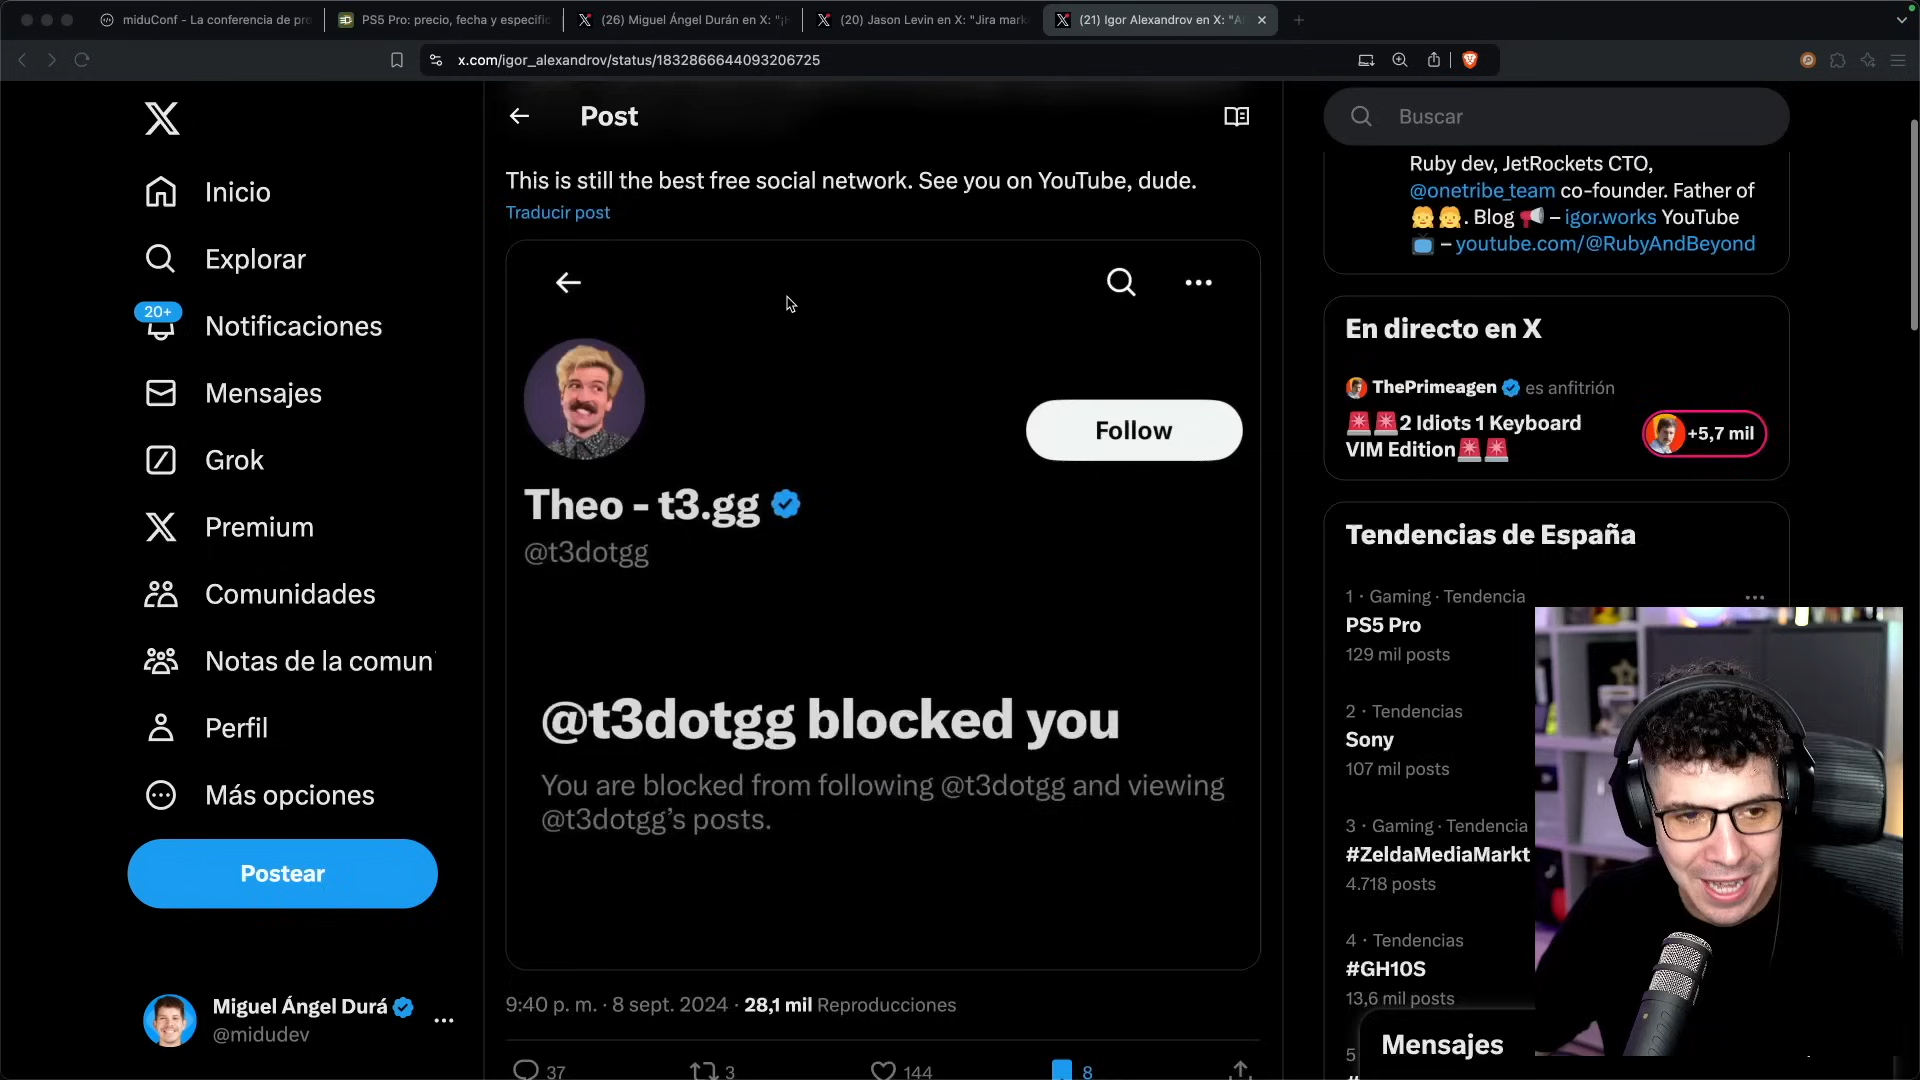 miduConf - La conferencia de pro
PS5 Pro: precio, fecha y especific
(26) Miguel Ángel Durán en X: "¡H
(20) Jason Levin en X: "Jira mark
(21) Igor Alexandrov en X: "A
x.com/igor_alexandrov/status/1832866644093206725
Inicio
Explorar
20+
Notificaciones
Mensajes
Grok
Premium
Comunidades
Notas de la comun
Perfil
Más opciones
Postear
Miguel Ángel Durá
@midudev
Post
This is still the best free social network. See you on YouTube, dude.
Traducir post
Follow
Theo - t3.gg
@t3dotgg
@t3dotgg blocked you
You are blocked from following @t3dotgg and viewing
@t3dotgg's posts.
9:40 p. m. · 8 sept. 2024 · 28,1 mil Reproducciones
37
3
144
8
Buscar
Ruby dev, JetRockets CTO,
@onetribe_team co-founder. Father of
👧👧. Blog 📢 – igor.works YouTube
📺 – youtube.com/@RubyAndBeyond
En directo en X
ThePrimeagen es anfitrión
🚨🚨2 Idiots 1 Keyboard
VIM Edition🚨🚨
+5,7 mil
Tendencias de España
1 · Gaming · Tendencia
PS5 Pro
129 mil posts
2 · Tendencias
Sony
107 mil posts
3 · Gaming · Tendencia
#ZeldaMediaMarkt
4.718 posts
4 · Tendencias
#GH10S
13,6 mil posts
5
Mensajes